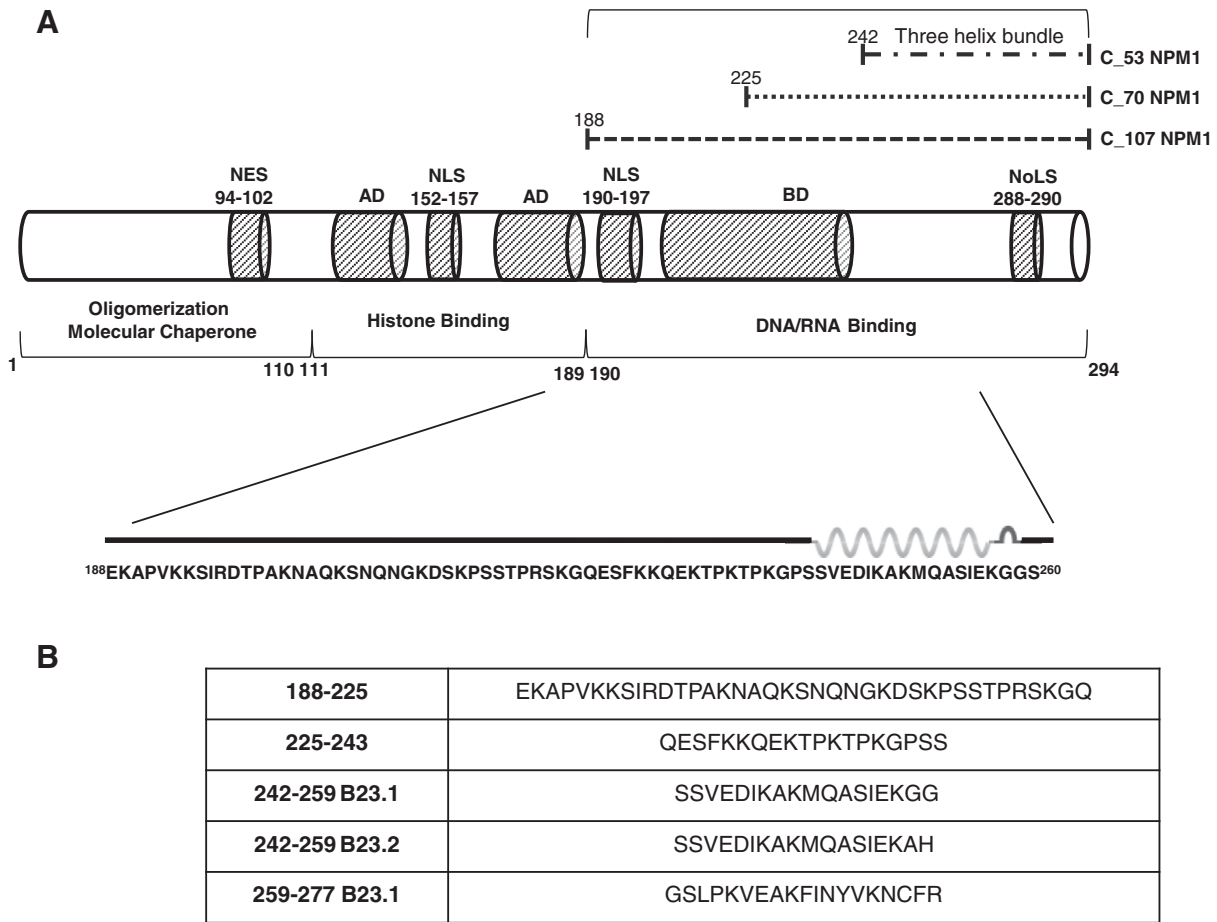 A
242 Three helix bundle
C_53 NPM1
225
C_70 NPM1
188
C_107 NPM1
NES
94-102
AD
NLS
152-157
AD
NLS
190-197
BD
NoLS
288-290
Oligomerization
Molecular Chaperone
Histone Binding
DNA/RNA Binding
1
110 111
189 190
294
188EKAPVKKSIRDTPAKNAQKSNQNGKDSKPSSTPRSKGQESFKKQEKTPKTPKGPSSVEDIKAKMQASIEKGGS260
B
188-225 EKAPVKKSIRDTPAKNAQKSNQNGKDSKPSSTPRSKGQ
225-243 QESFKKQEKTPKTPKGPSS
242-259 B23.1 SSVEDIKAKMQASIEKGG
242-259 B23.2 SSVEDIKAKMQASIEKAH
259-277 B23.1 GSLPKVEAKFINYVKNCFR